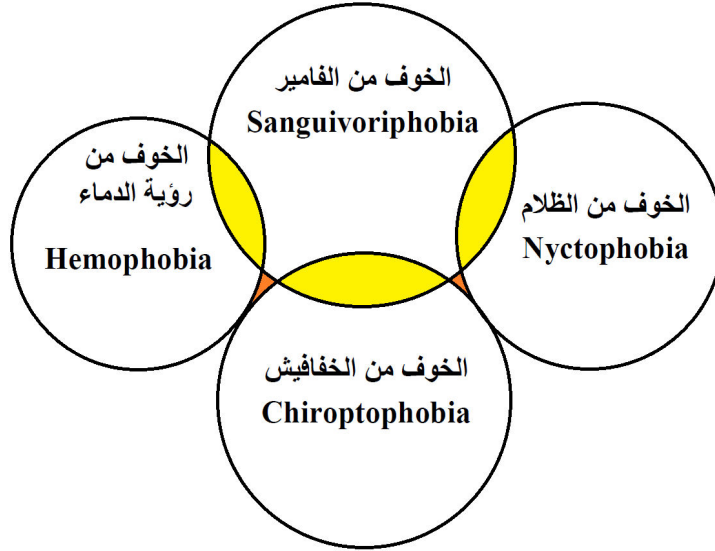 الخوف من الفامير
Sanguivoriphobia
الخوف من
رؤية الدماء
Hemophobia
الخوف من الظلام
Nyctophobia
الخوف من الخفافيش
Chiroptophobia